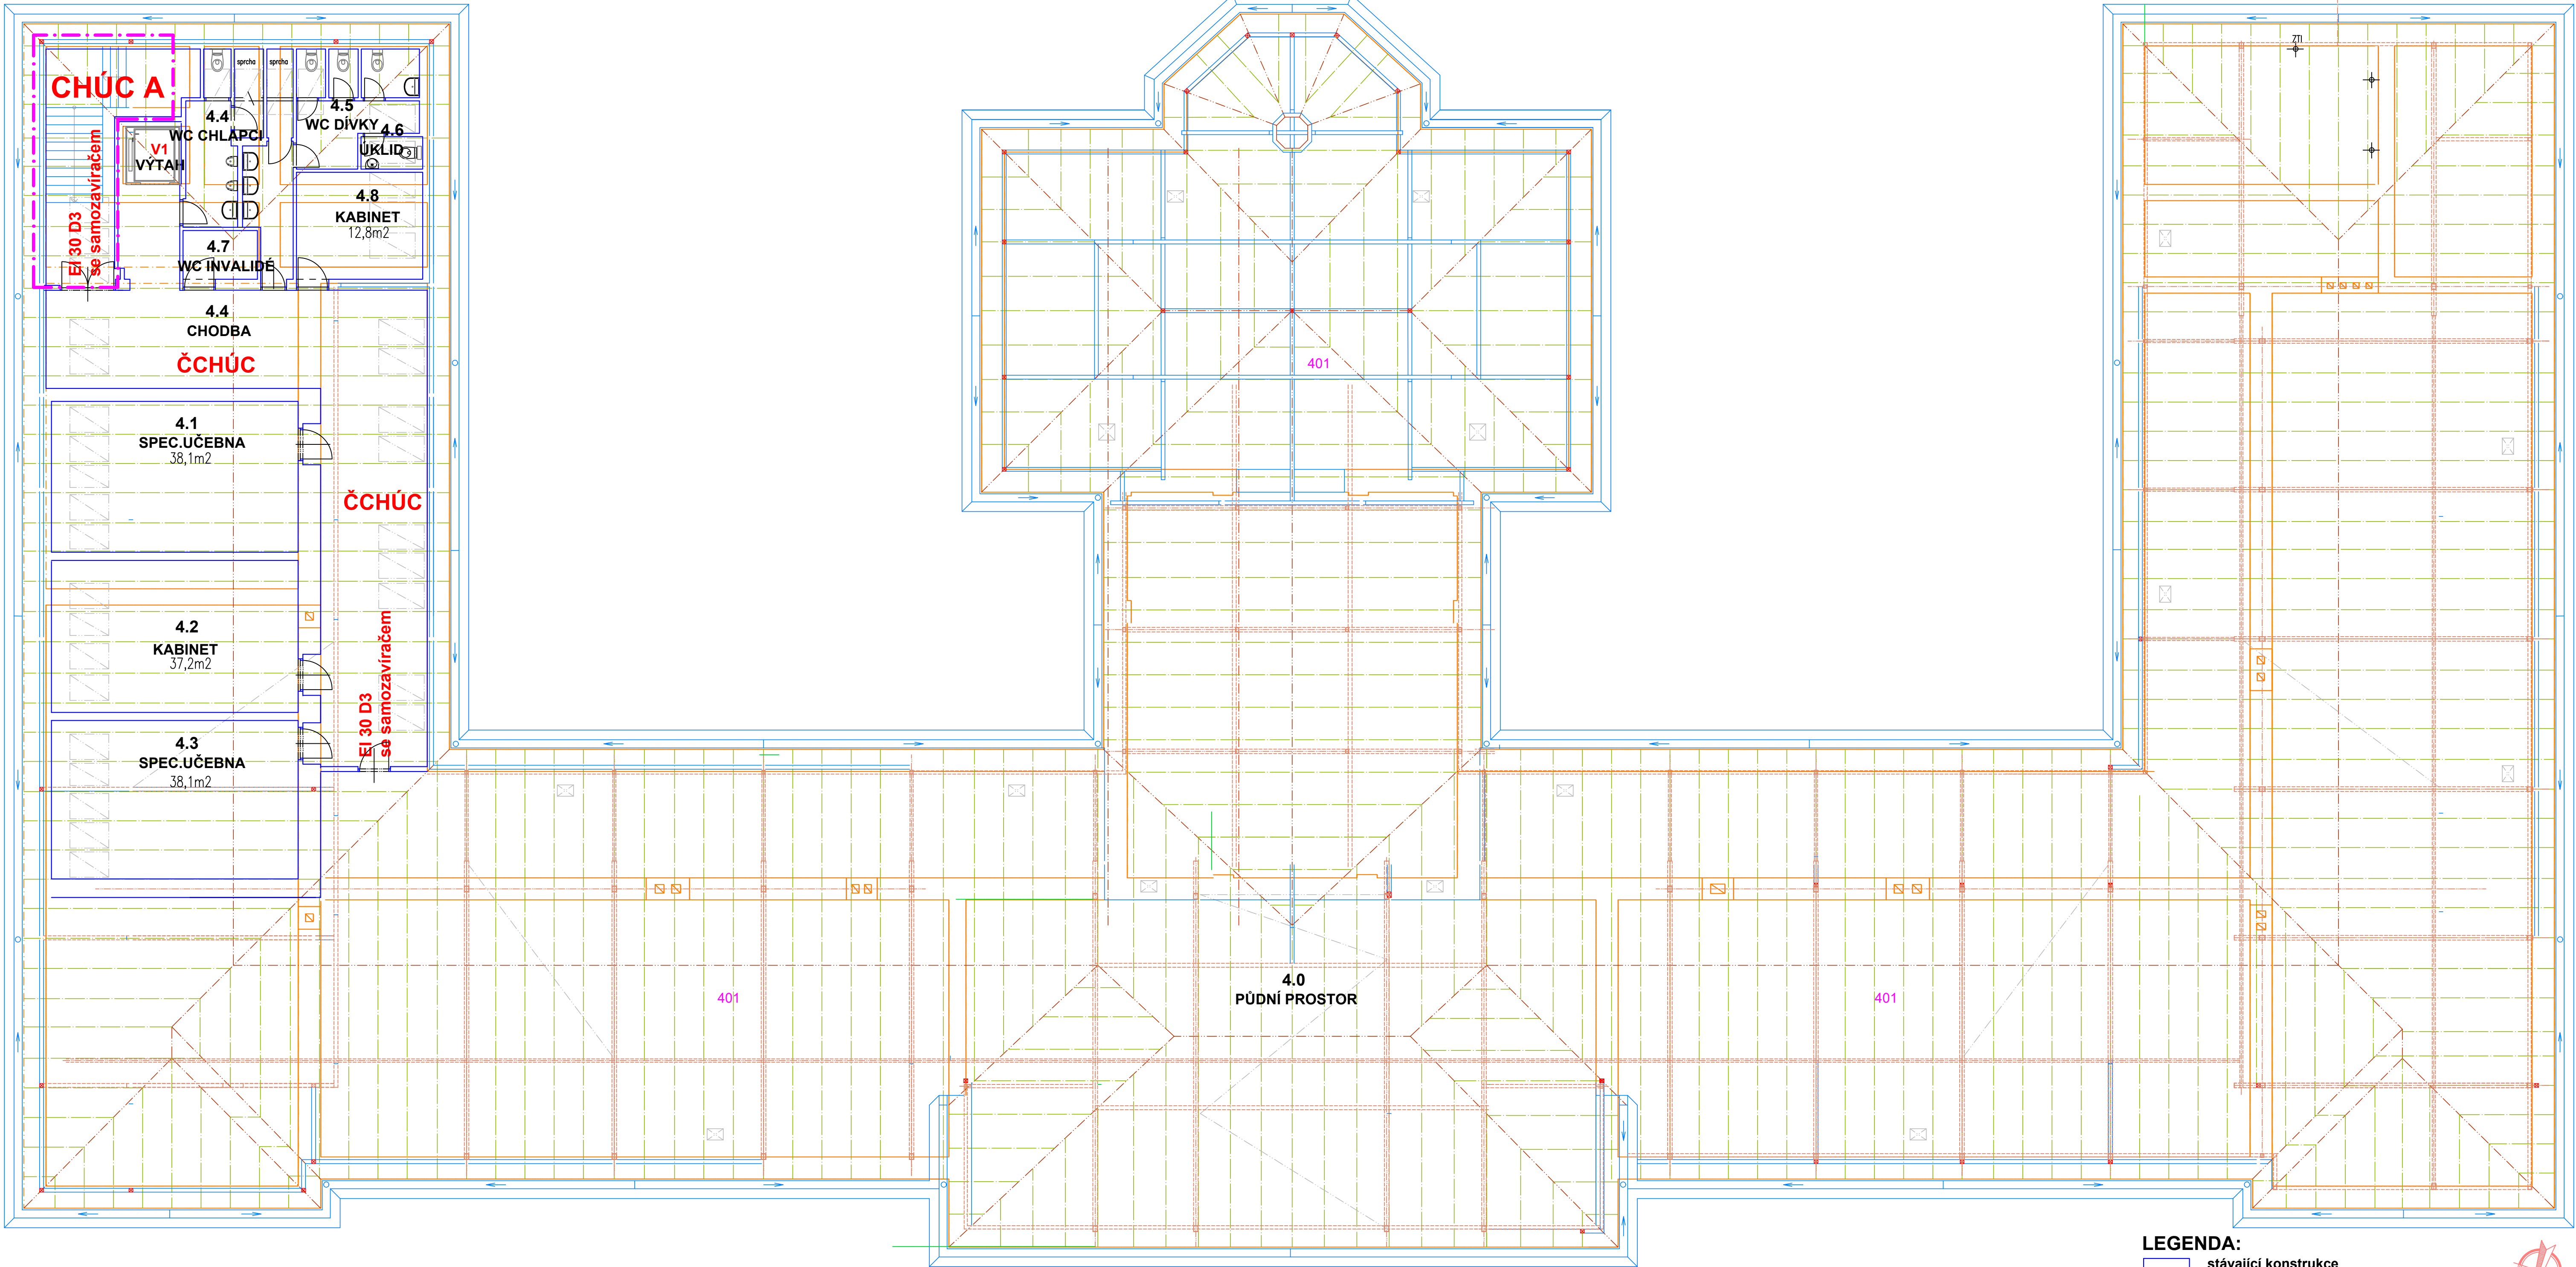 CHÚC A
sprcha
sprcha
ZTI
4.4
WC CHLAPCI
4.5
WC DÍVKY
4.6
ÚKLID
V1
VÝTAH
EI 30 D3
se samozavíračem
4.8
KABINET
12,8m2
4.7
WC INVALIDÉ
4.4
CHODBA
ČCHÚC
401
4.1
SPEC.UČEBNA
38,1m2
ČCHÚC
4.2
KABINET
37,2m2
EI 30 D3
se samozavíračem
4.3
SPEC.UČEBNA
38,1m2
4.0
PŮDNÍ PROSTOR
401
401
LEGENDA:
stávající konstrukce